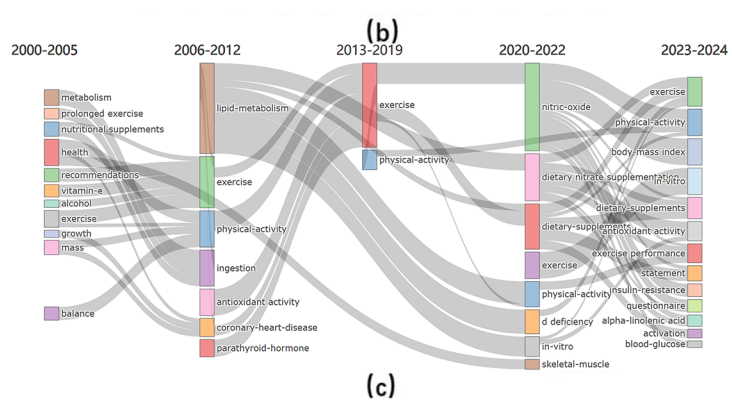 (b)
2000-2005
2006-2012
2013-2019
2020-2022
2023-2024
metabolism
prolonged exercise
nutritional supplements
health
recommendations
vitamin-e
alcohol
exercise
growth
mass
balance
lipid-metabolism
exercise
physical-activity
ingestion
antioxidant activity
coronary-heart-disease
parathyroid-hormone
exercise
physical-activity
nitric-oxide
dietary nitrate supplementation
dietary-supplements
exercise
physical-activity
d deficiency
in-vitro
skeletal-muscle
exercise
physical-activity
body-mass index
in-vitro
dietary-supplements
antioxidant activity
exercise performance
statement
insulin-resistance
questionnaire
alpha-linolenic acid
activation
blood-glucose
(c)